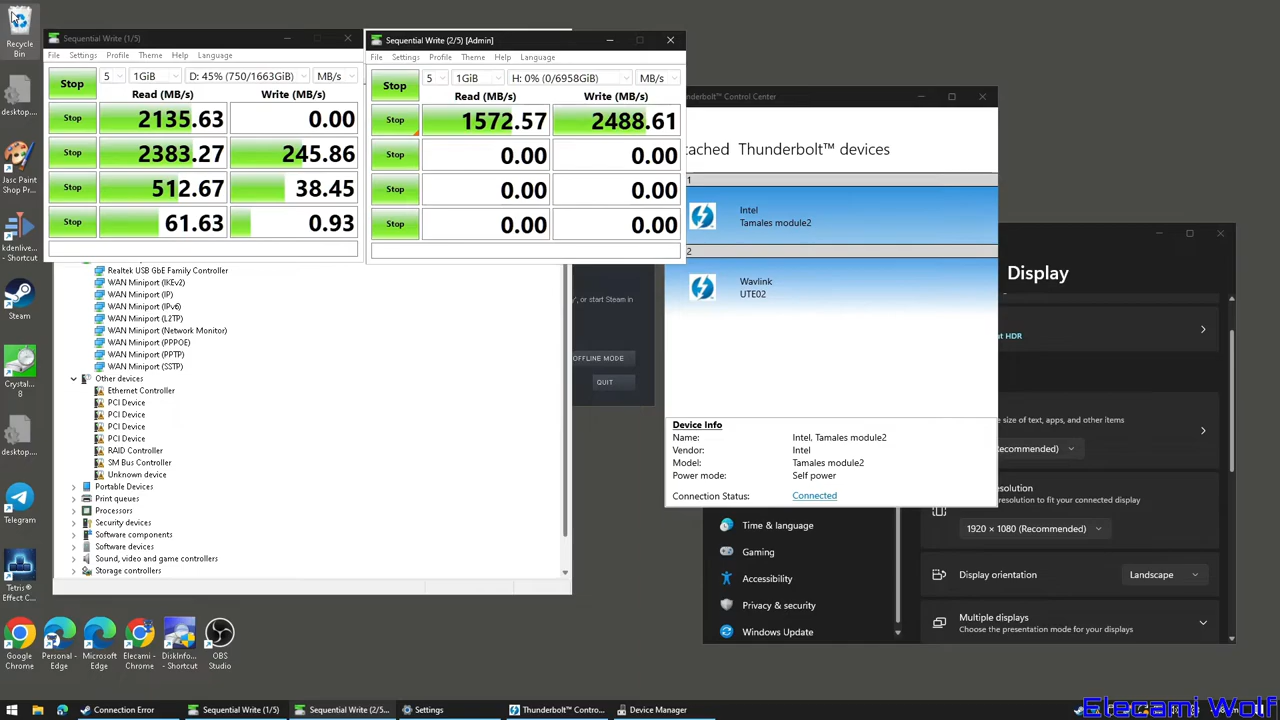 Recycle
Bin
desktop...
Jasc Paint
Shop Pro...
kdenlive...
- Shortcut
Steam
Crystal...
8
desktop...
Telegram
Tetris®
Effect C...
Google
Chrome
Personal -
Edge
Microsoft
Edge
Elecami -
Chrome
DiskInfo...
- Shortcut
OBS
Studio
Sequential Write (1/5)
File Settings Profile Theme Help Language
Stop 5 1GiB D: 45% (750/1663GiB) MB/s
Read (MB/s) Write (MB/s)
Stop 2135.63 0.00
Stop 2383.27 245.86
Stop 512.67 38.45
Stop 61.63 0.93
Sequential Write (2/5) [Admin]
File Settings Profile Theme Help Language
Stop 5 1GiB H: 0% (0/6958GiB) MB/s
Read (MB/s) Write (MB/s)
Stop 1572.57 2488.61
Stop 0.00 0.00
Stop 0.00 0.00
Stop 0.00 0.00
Realtek USB GbE Family Controller
WAN Miniport (IKEv2)
WAN Miniport (IP)
WAN Miniport (IPv6)
WAN Miniport (L2TP)
WAN Miniport (Network Monitor)
WAN Miniport (PPPOE)
WAN Miniport (PPTP)
WAN Miniport (SSTP)
Other devices
Ethernet Controller
PCI Device
PCI Device
PCI Device
PCI Device
RAID Controller
SM Bus Controller
Unknown device
Portable Devices
Print queues
Processors
Security devices
Software components
Software devices
Sound, video and game controllers
Storage controllers
y', or start Steam in
OFFLINE MODE
QUIT
nderbolt™ Control Center
tached Thunderbolt™ devices
1
Intel
Tamales module2
2
Wavlink
UTE02
Device Info
Name: Intel, Tamales module2
Vendor: Intel
Model: Tamales module2
Power mode: Self power
Connection Status: Connected
Display
ut HDR
e size of text, apps, and other items
ecommended)
esolution
resolution to fit your connected display
1920 × 1080 (Recommended)
Display orientation Landscape
Multiple displays
Choose the presentation mode for your displays
Time & language
Gaming
Accessibility
Privacy & security
Windows Update
Connection Error
Sequential Write (1/5)
Sequential Write (2/5...
Settings
Thunderbolt™ Contro...
Device Manager
Elecami Wolf